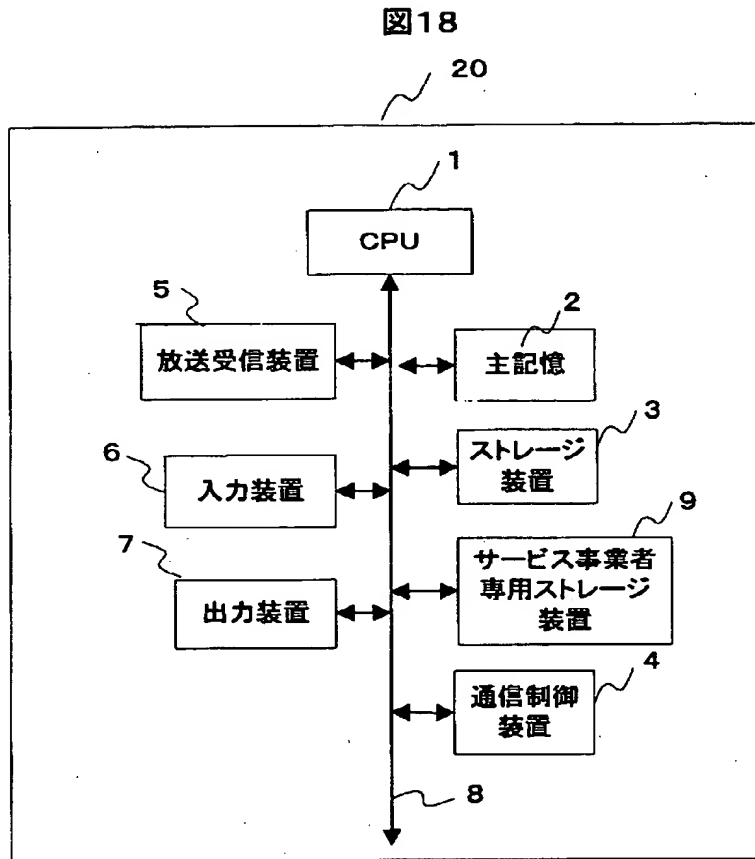 図18
20
1
CPU
5
放送受信装置
2
主記憶
3
ストレージ
装置
6
入力装置
9
サービス事業者
専用ストレージ
装置
7
出力装置
4
通信制御
装置
8